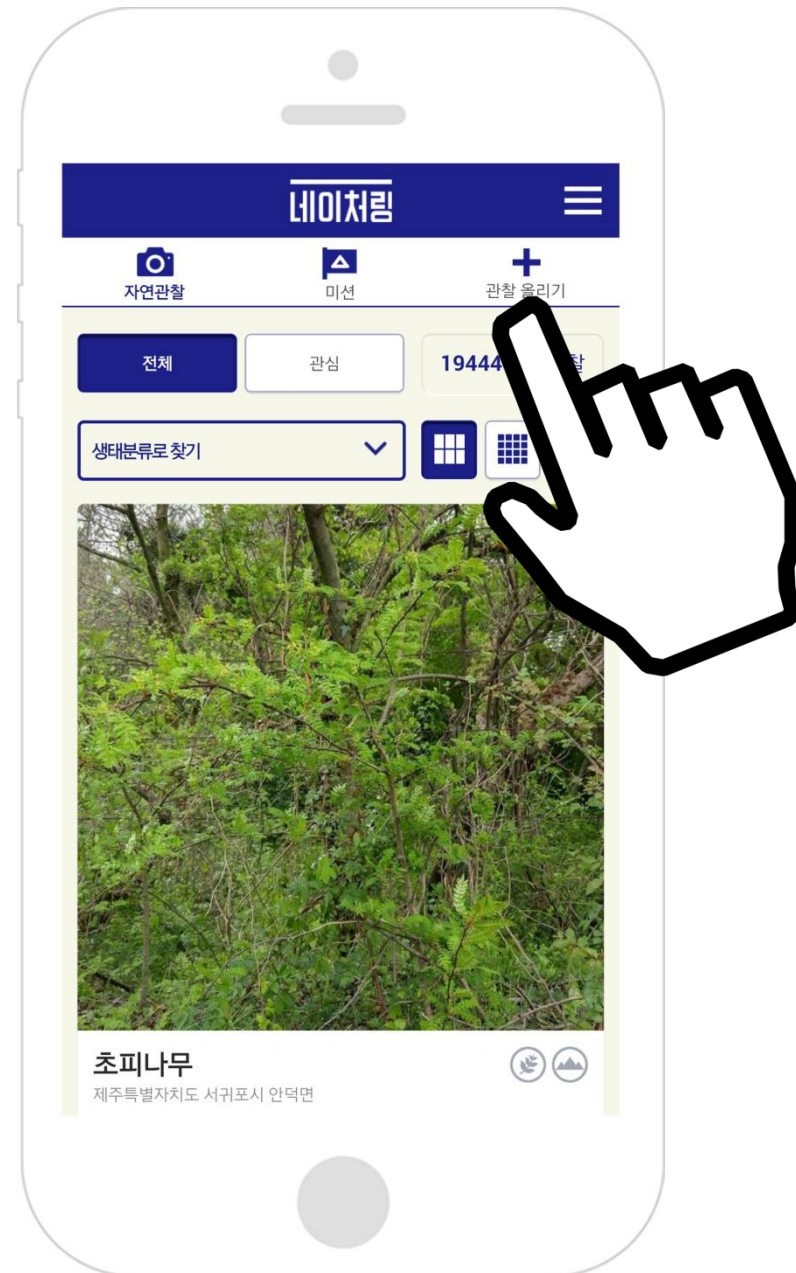 네이처링
자연관찰
미션
관찰 올리기
전체
관심
생태분류로 찾기
초피나무
제주특별자치도 서귀포시 안덕면